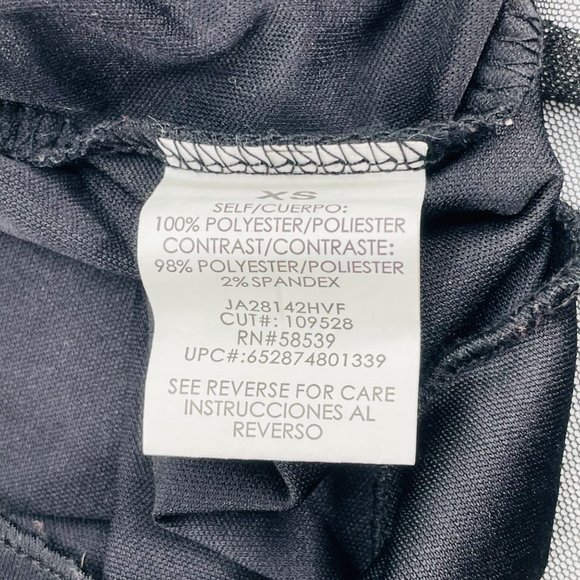 XS
SELF/CUERPO:
100% POLYESTER/POLIESTER
CONTRAST/CONTRASTE:
98% POLYESTER/POLIESTER
2% SPANDEX
JA28142HVF
CUT#: 109528
RN#58539
UPC#:652874801339
SEE REVERSE FOR CARE
INSTRUCCIONES AL
REVERSO